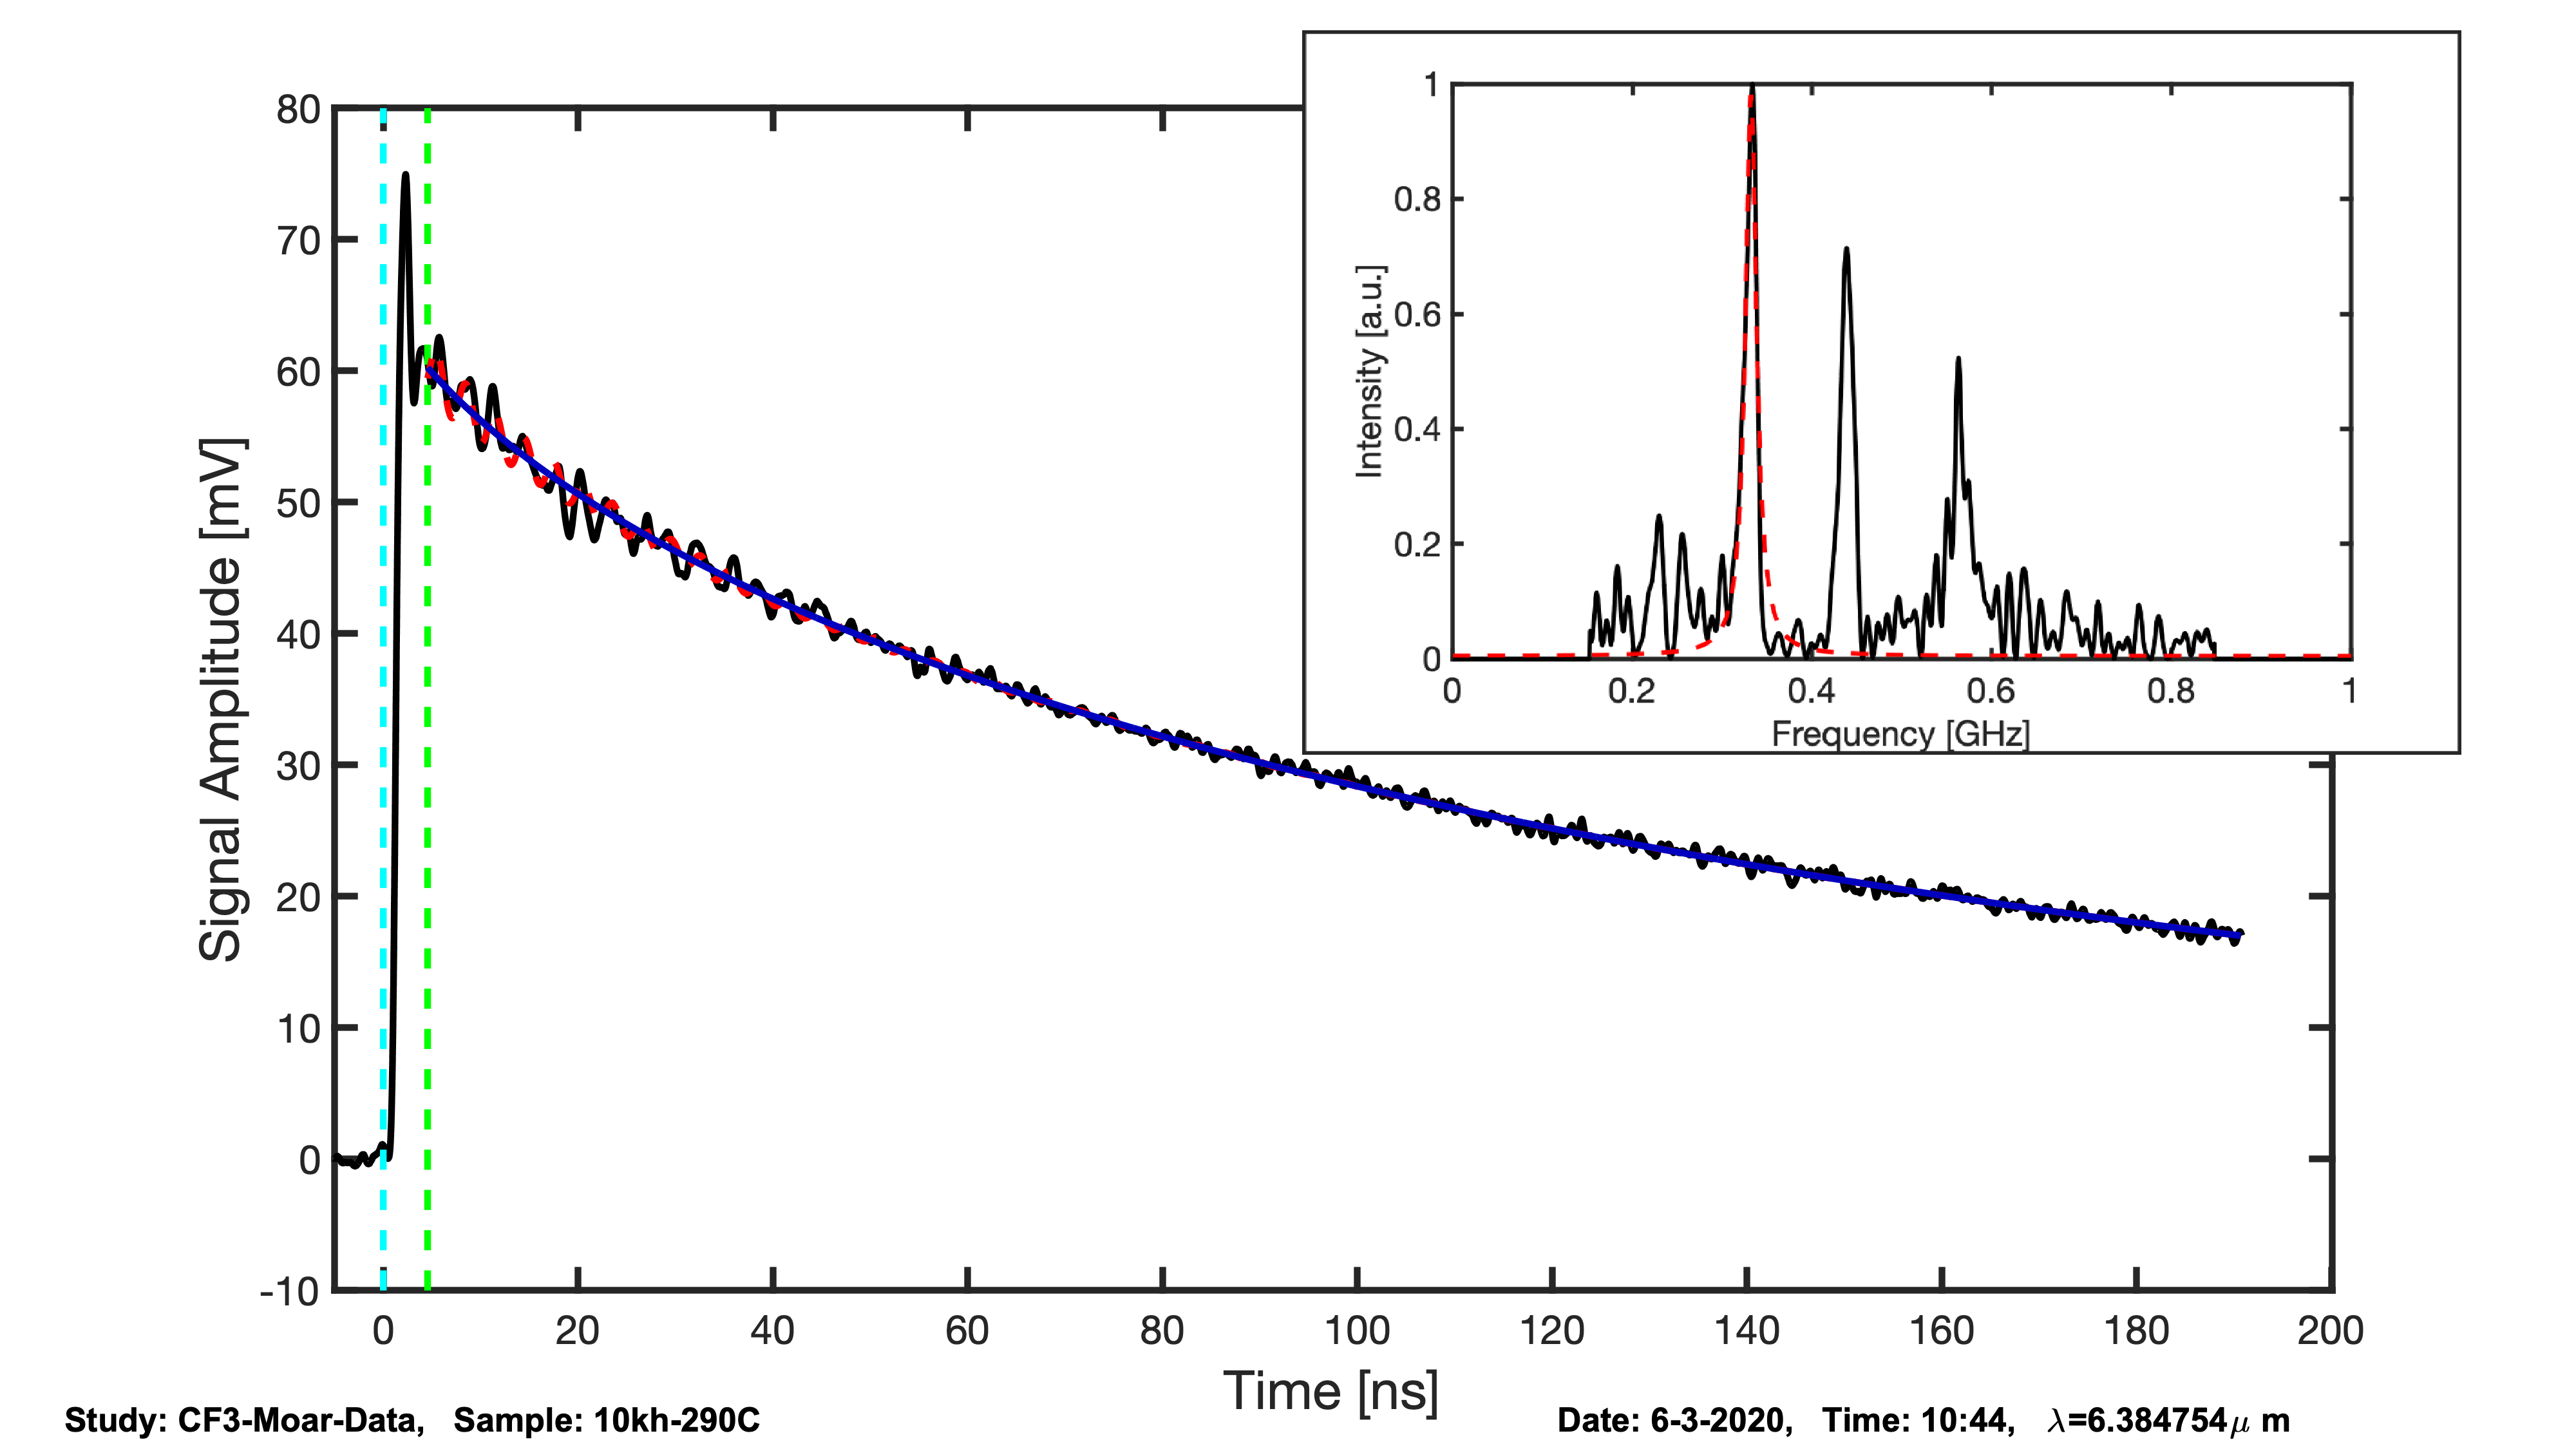 1
0.8
0.6
0.4
0.2
0
Intensity [a.u.]
0 0.2 0.4 0.6 0.8 1
Frequency [GHz]
80
70
60
50
40
30
20
10
0
-10
Signal Amplitude [mV]
0 20 40 60 80 100 120 140 160 180 200
Time [ns]
Study: CF3-Moar-Data, Sample: 10kh-290C
Date: 6-3-2020, Time: 10:44, λ=6.384754μ m